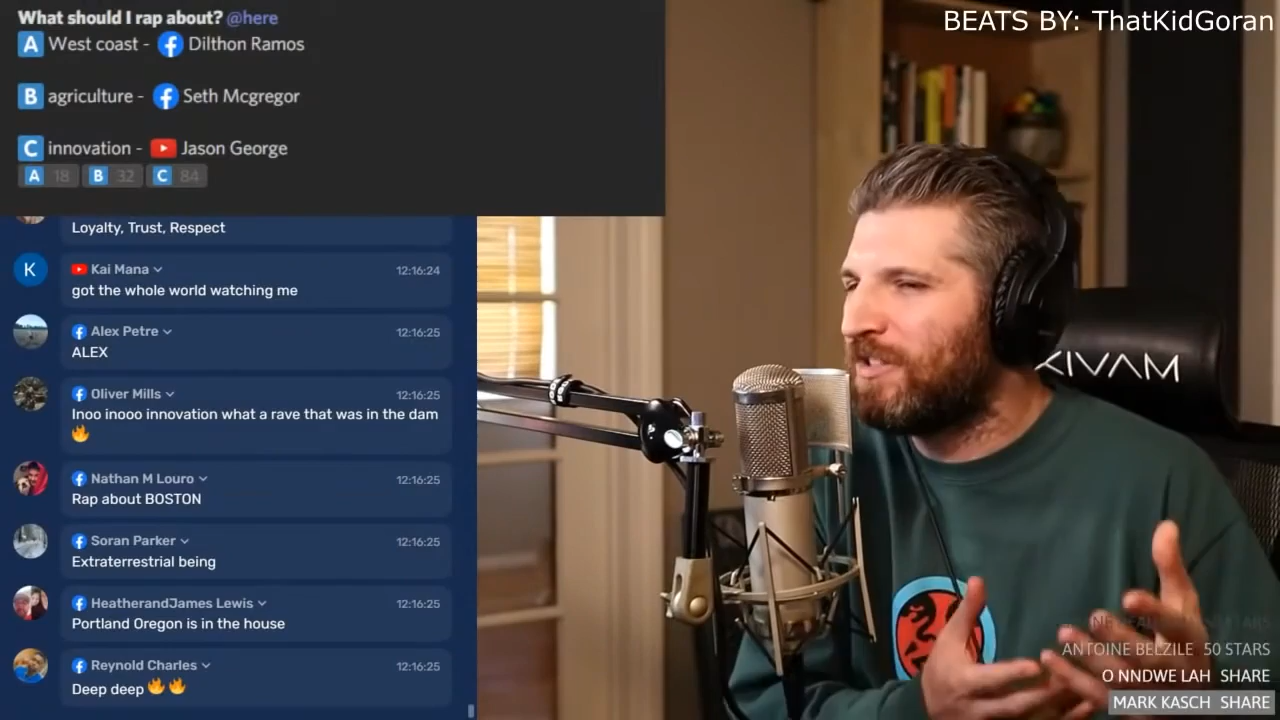 What should I rap about? @here
A West coast - Dilthon Ramos
B agriculture - Seth Mcgregor
C innovation - Jason George
A 18 B 32 C 84
BEATS BY: ThatKidGoran
Loyalty, Trust, Respect
K
Kai Mana 12:16:24
got the whole world watching me
Alex Petre 12:16:25
ALEX
Oliver Mills 12:16:25
Inoo inooo innovation what a rave that was in the dam
🔥
Nathan M Louro 12:16:25
Rap about BOSTON
Soran Parker 12:16:25
Extraterrestrial being
HeatherandJames Lewis 12:16:25
Portland Oregon is in the house
Reynold Charles 12:16:25
Deep deep 🔥🔥
XIVAM
ANTOINE BELZILE 50 STARS
O NNDWE LAH SHARE
MARK KASCH SHARE